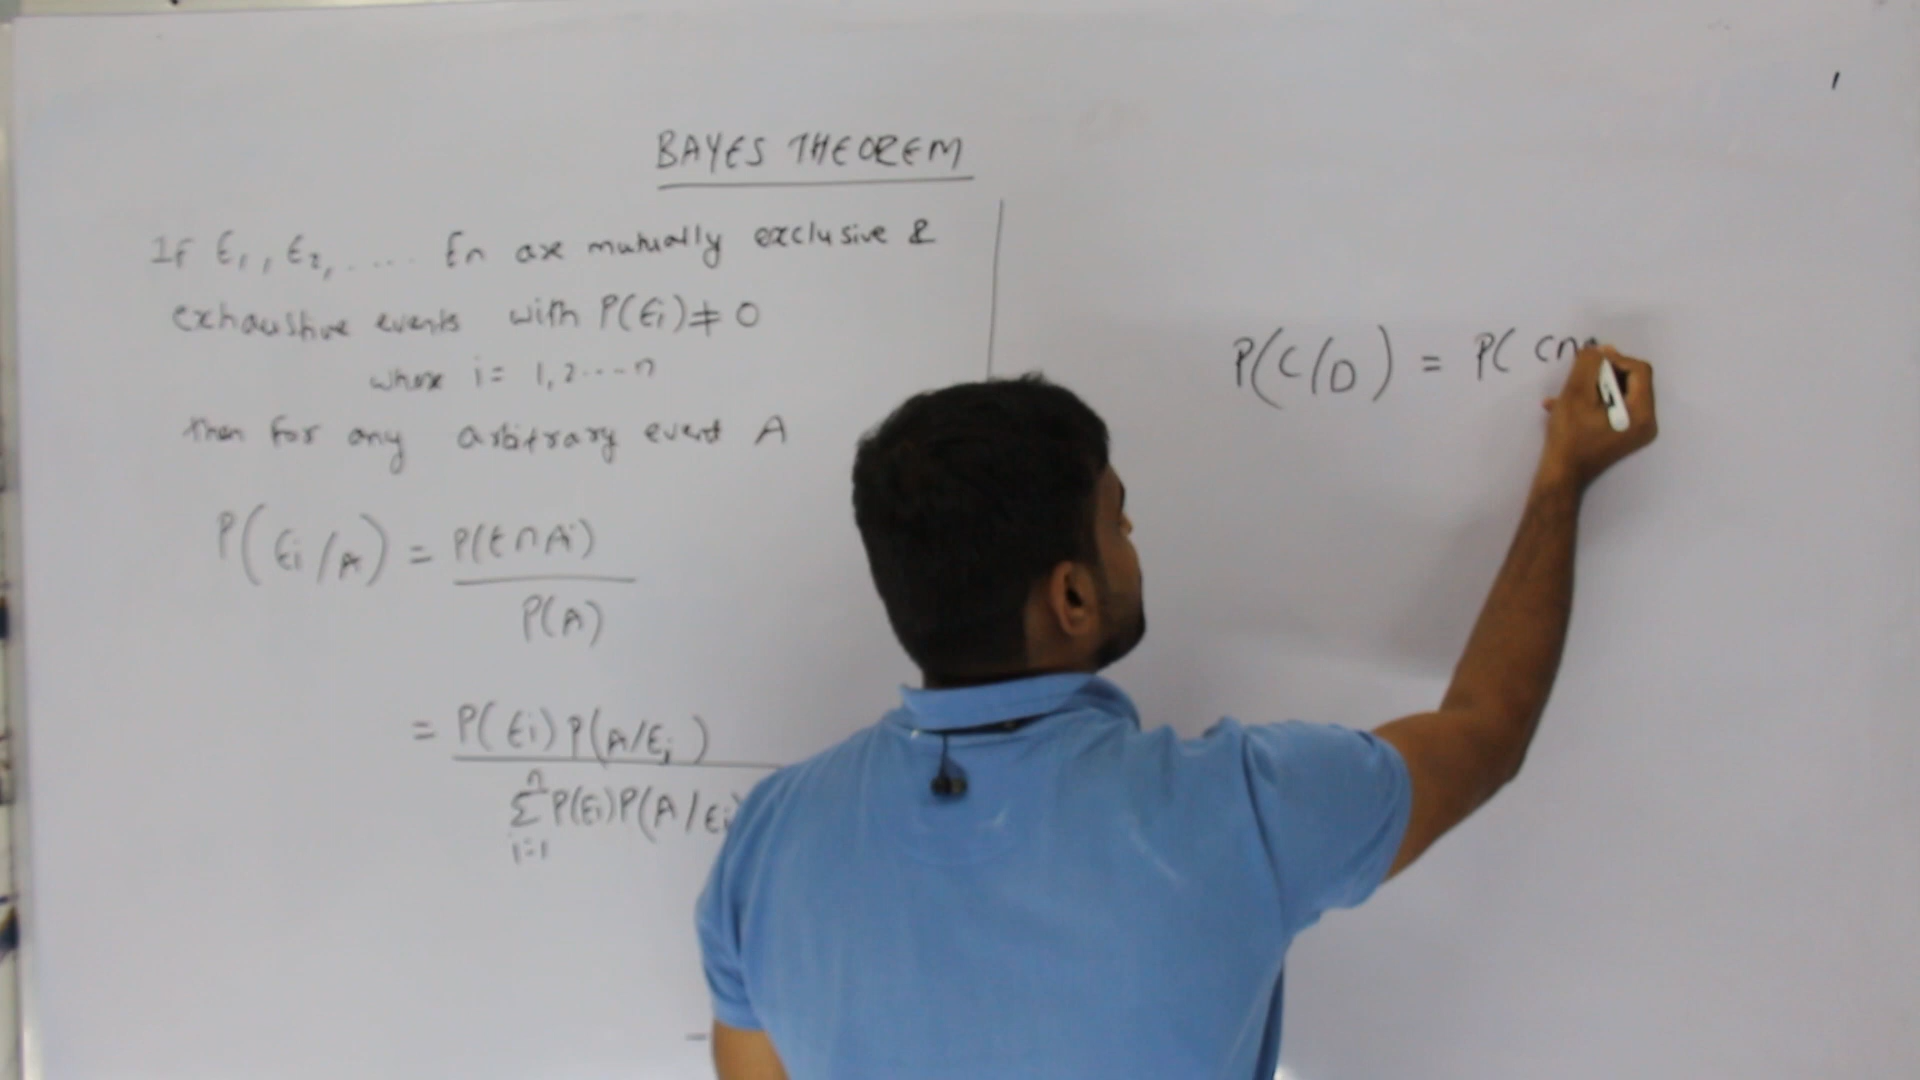 BAYES THEOREM
If E1, E2, .... En are mutually exclusive &
exhaustive events with P(Ei) ≠ 0
where i = 1, 2 .... n
then for any arbitrary event A
P(Ei/A) = P(E∩Ai)
P(A)
= P(Ei) P(A/Ei)
n
Σ P(Ei)P(A/Ei)
i=1
P(C/D) = P( C∩